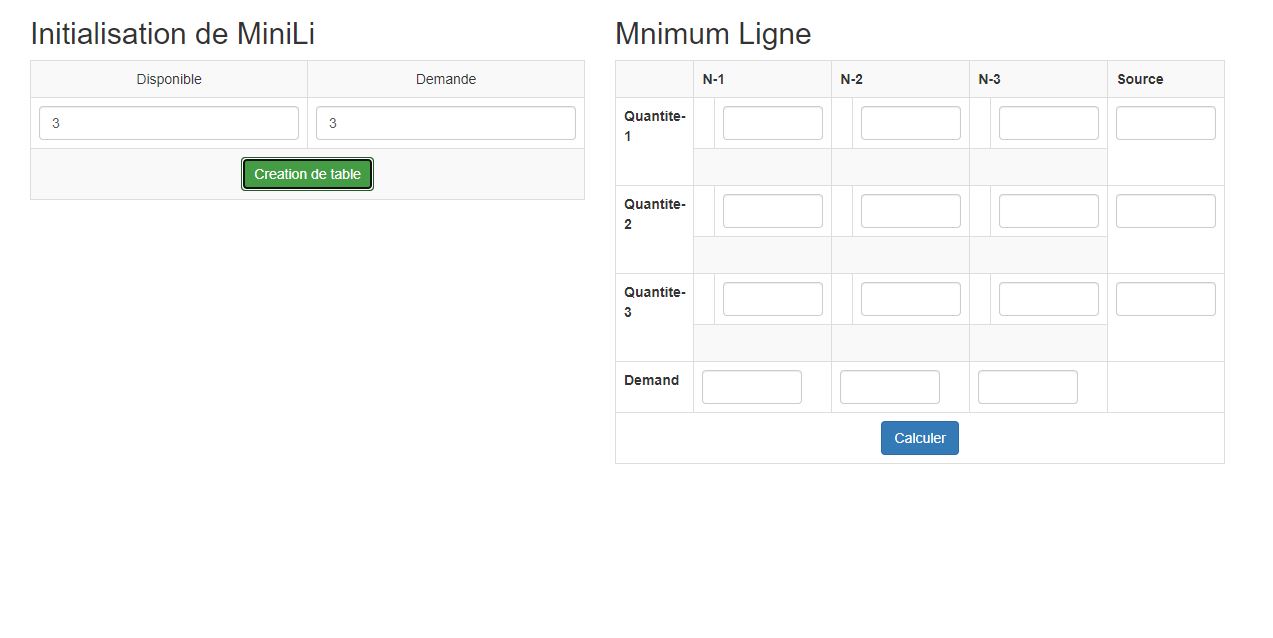 Initialisation de MiniLi
Disponible Demande
3 3
Creation de table
Mnimum Ligne
N-1 N-2 N-3 Source
Quantite-
1
Quantite-
2
Quantite-
3
Demand
Calculer